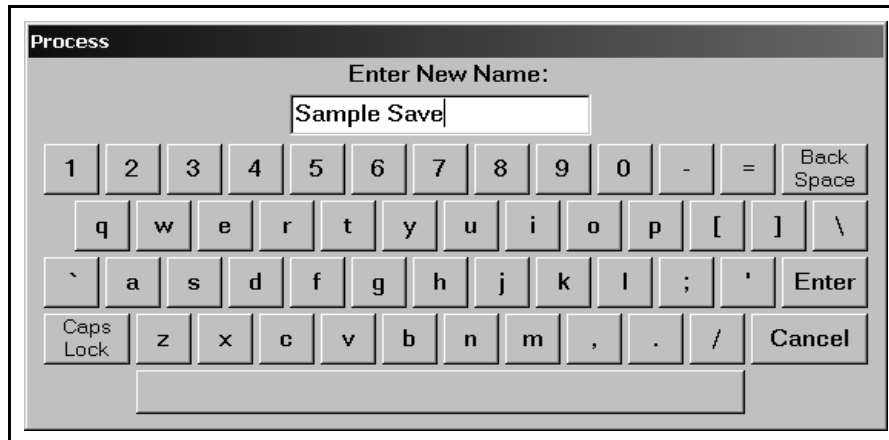 Process
Enter New Name:
Sample Save
1 2 3 4 5 6 7 8 9 0 - = Back Space
q w e r t y u i o p [ ] \
` a s d f g h j k l ; ' Enter
Caps Lock z x c v b n m , . / Cancel